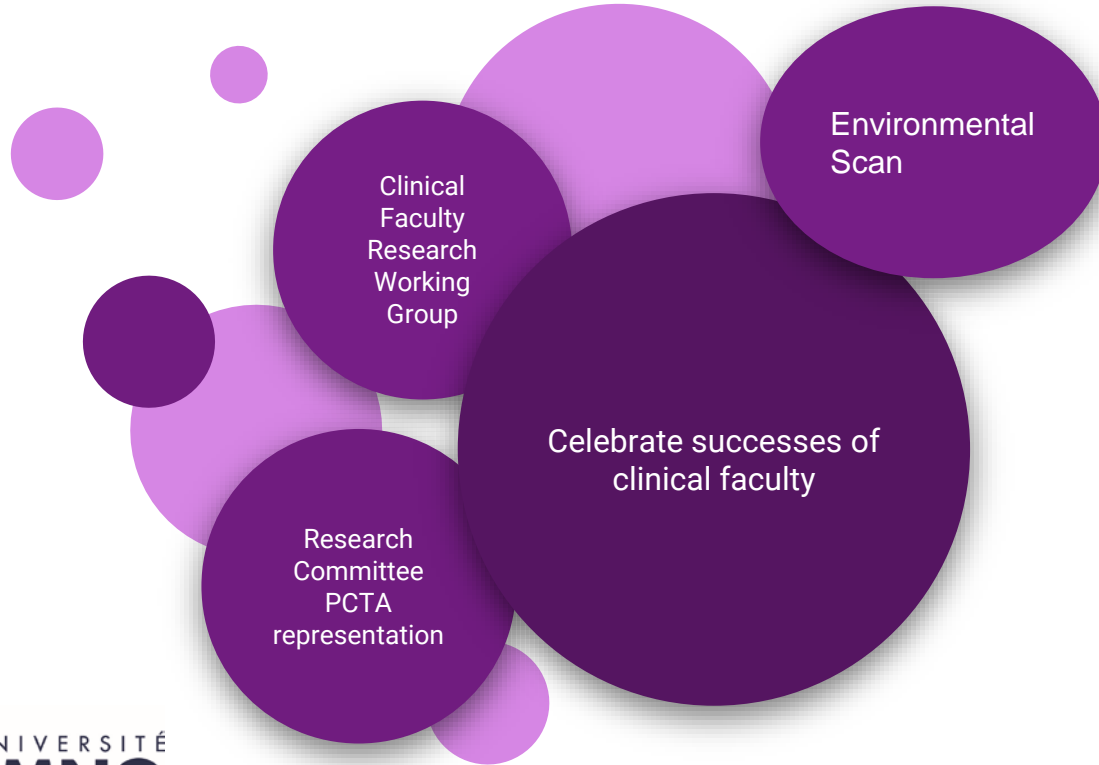 Environmental
Scan
Clinical
Faculty
Research
Working
Group
Celebrate successes of
clinical faculty
Research
Committee
PCTA
representation
NIVERSITÉ